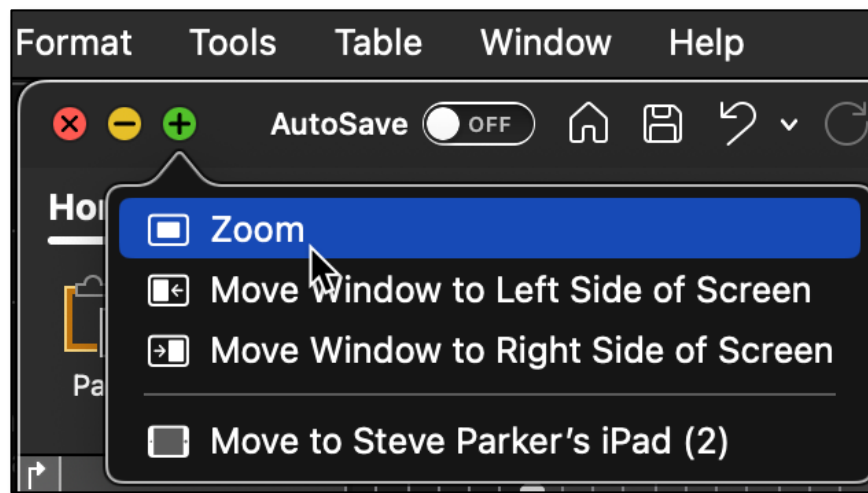 Format Tools Table Window Help
AutoSave OFF
Zoom
Move Window to Left Side of Screen
Move Window to Right Side of Screen
Move to Steve Parker’s iPad (2)